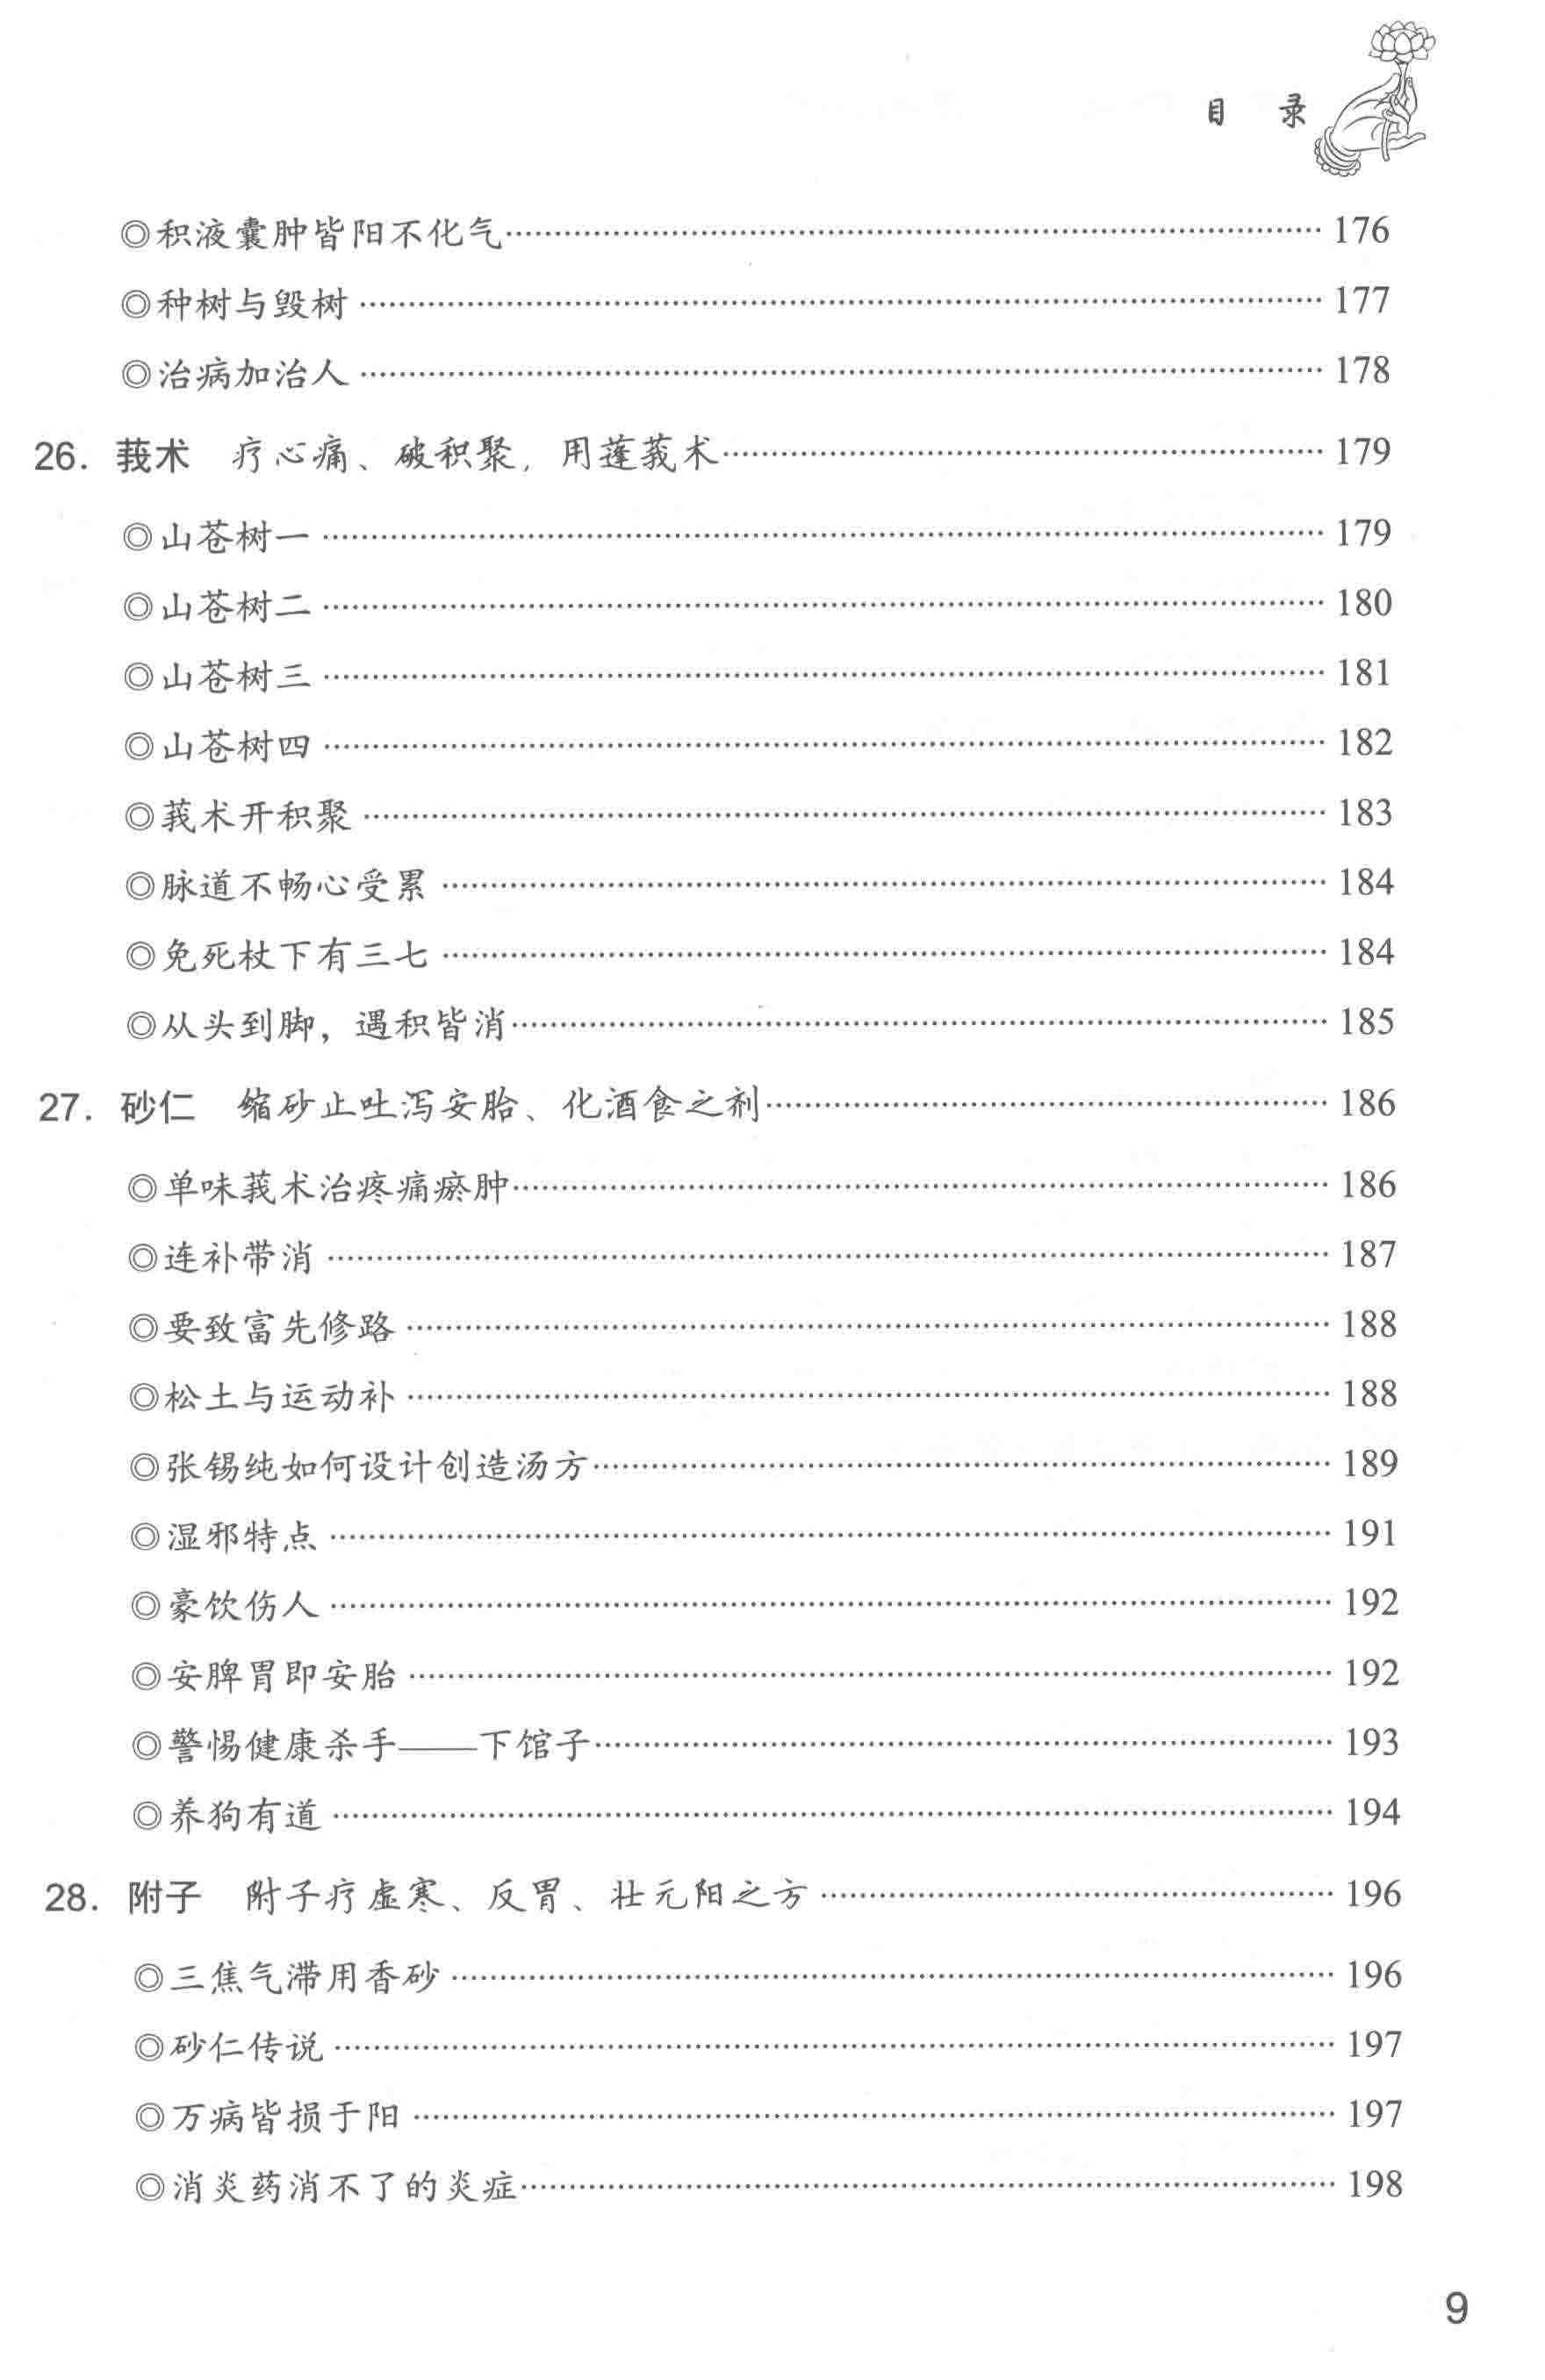 目 录
◎积液囊肿皆阳不化气……176
◎种树与毁树……177
◎治病加治人……178
26. 莪术 疗心痛、破积聚，用蓬莪术……179
◎山苍树一……179
◎山苍树二……180
◎山苍树三……181
◎山苍树四……182
◎莪术开积聚……183
◎脉道不畅心受累……184
◎免死杖下有三七……184
◎从头到脚，遇积皆消……185
27. 砂仁 缩砂止吐泻安胎、化酒食之剂……186
◎单味莪术治疼痛瘀肿……186
◎连补带消……187
◎要致富先修路……188
◎松土与运动补……188
◎张锡纯如何设计创造汤方……189
◎湿邪特点……191
◎豪饮伤人……192
◎安脾胃即安胎……192
◎警惕健康杀手——下馆子……193
◎养狗有道……194
28. 附子 附子疗虚寒、反胃、壮元阳之方……196
◎三焦气滞用香砂……196
◎砂仁传说……197
◎万病皆损于阳……197
◎消炎药消不了的炎症……198
9